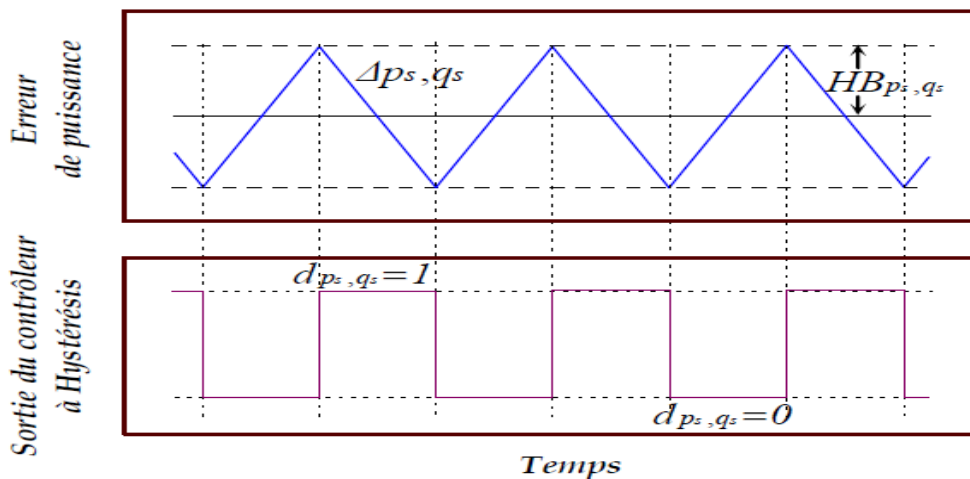 Erreur
de puissance
Δps,qs
HBps,qs
Sortie du contrôleur
à Hystérésis
dps,qs=1
dps,qs=0
Temps